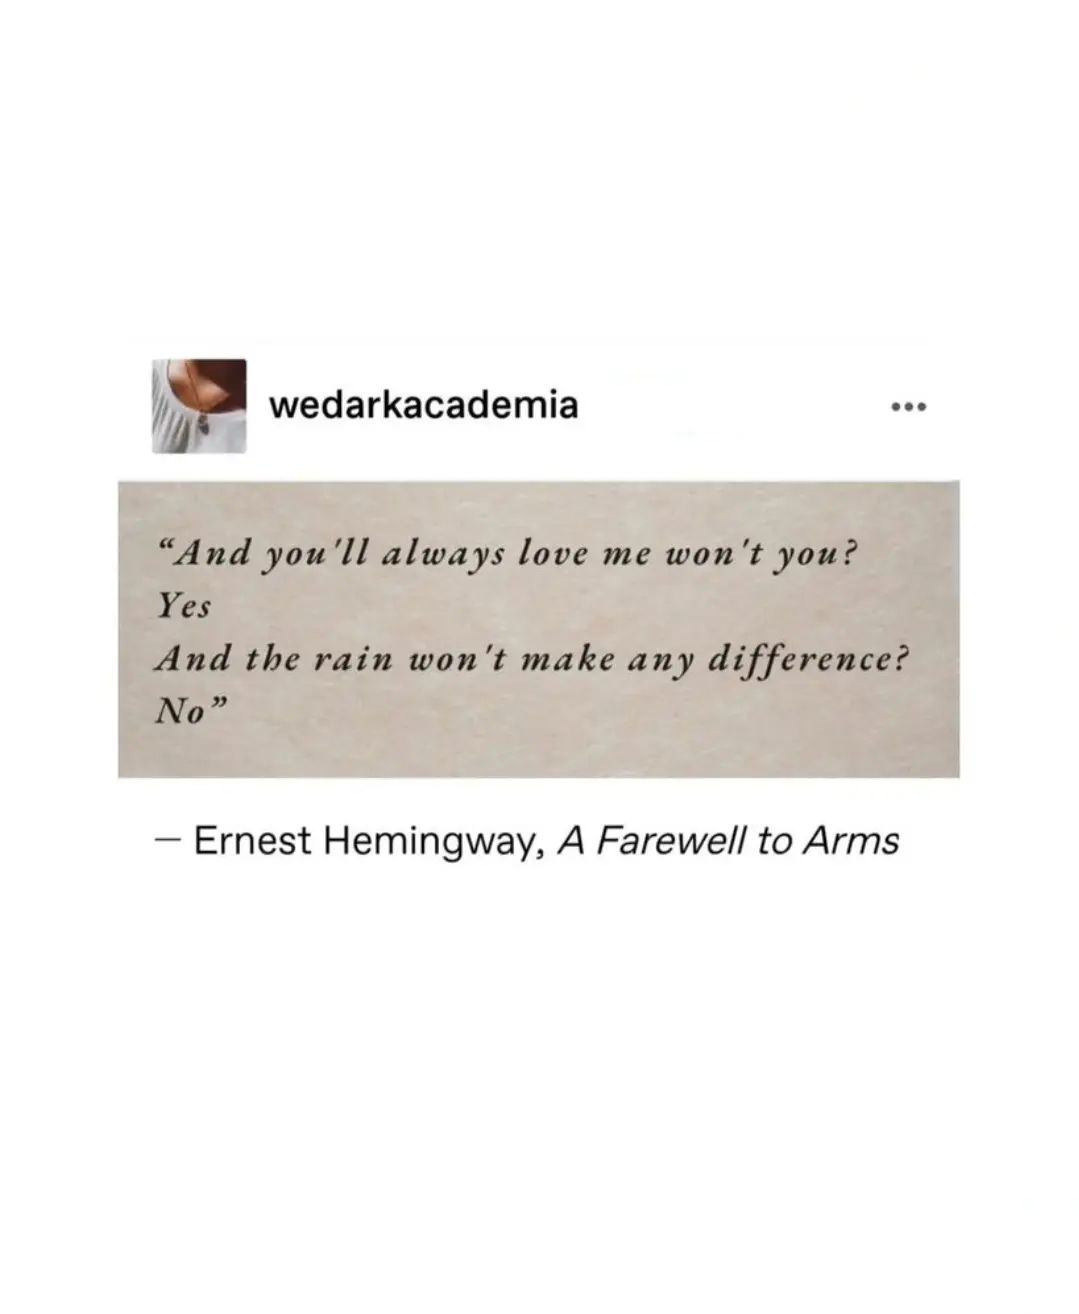 wedarkacademia
“And you'll always love me won't you?
Yes
And the rain won't make any difference?
No”
— Ernest Hemingway, A Farewell to Arms